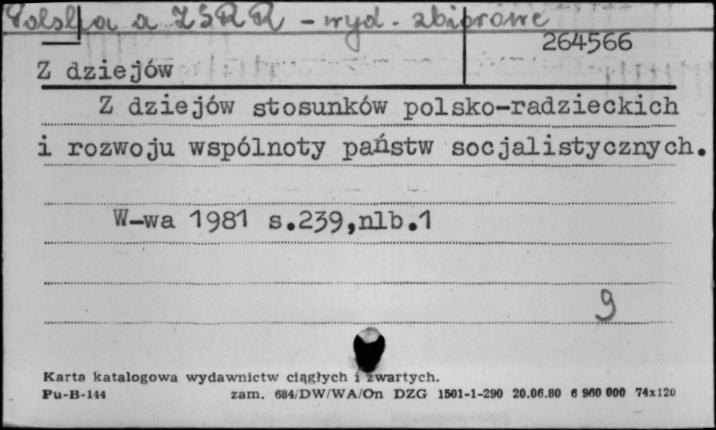 Polska a ZSRR - wyd. zbiorowe
264566
Z dziejów
Z dziejów stosunków polsko-radzieckich
i rozwoju wspólnoty państw socjalistycznych.
W-wa 1981 s.239,nlb.1
9
Karta katalogowa wydawnictw ciągłych i zwartych.
Pu-B-144 zam. 684/DW/WA/On DZG 1501-1-290 20.06.80 6 960 000 74x120